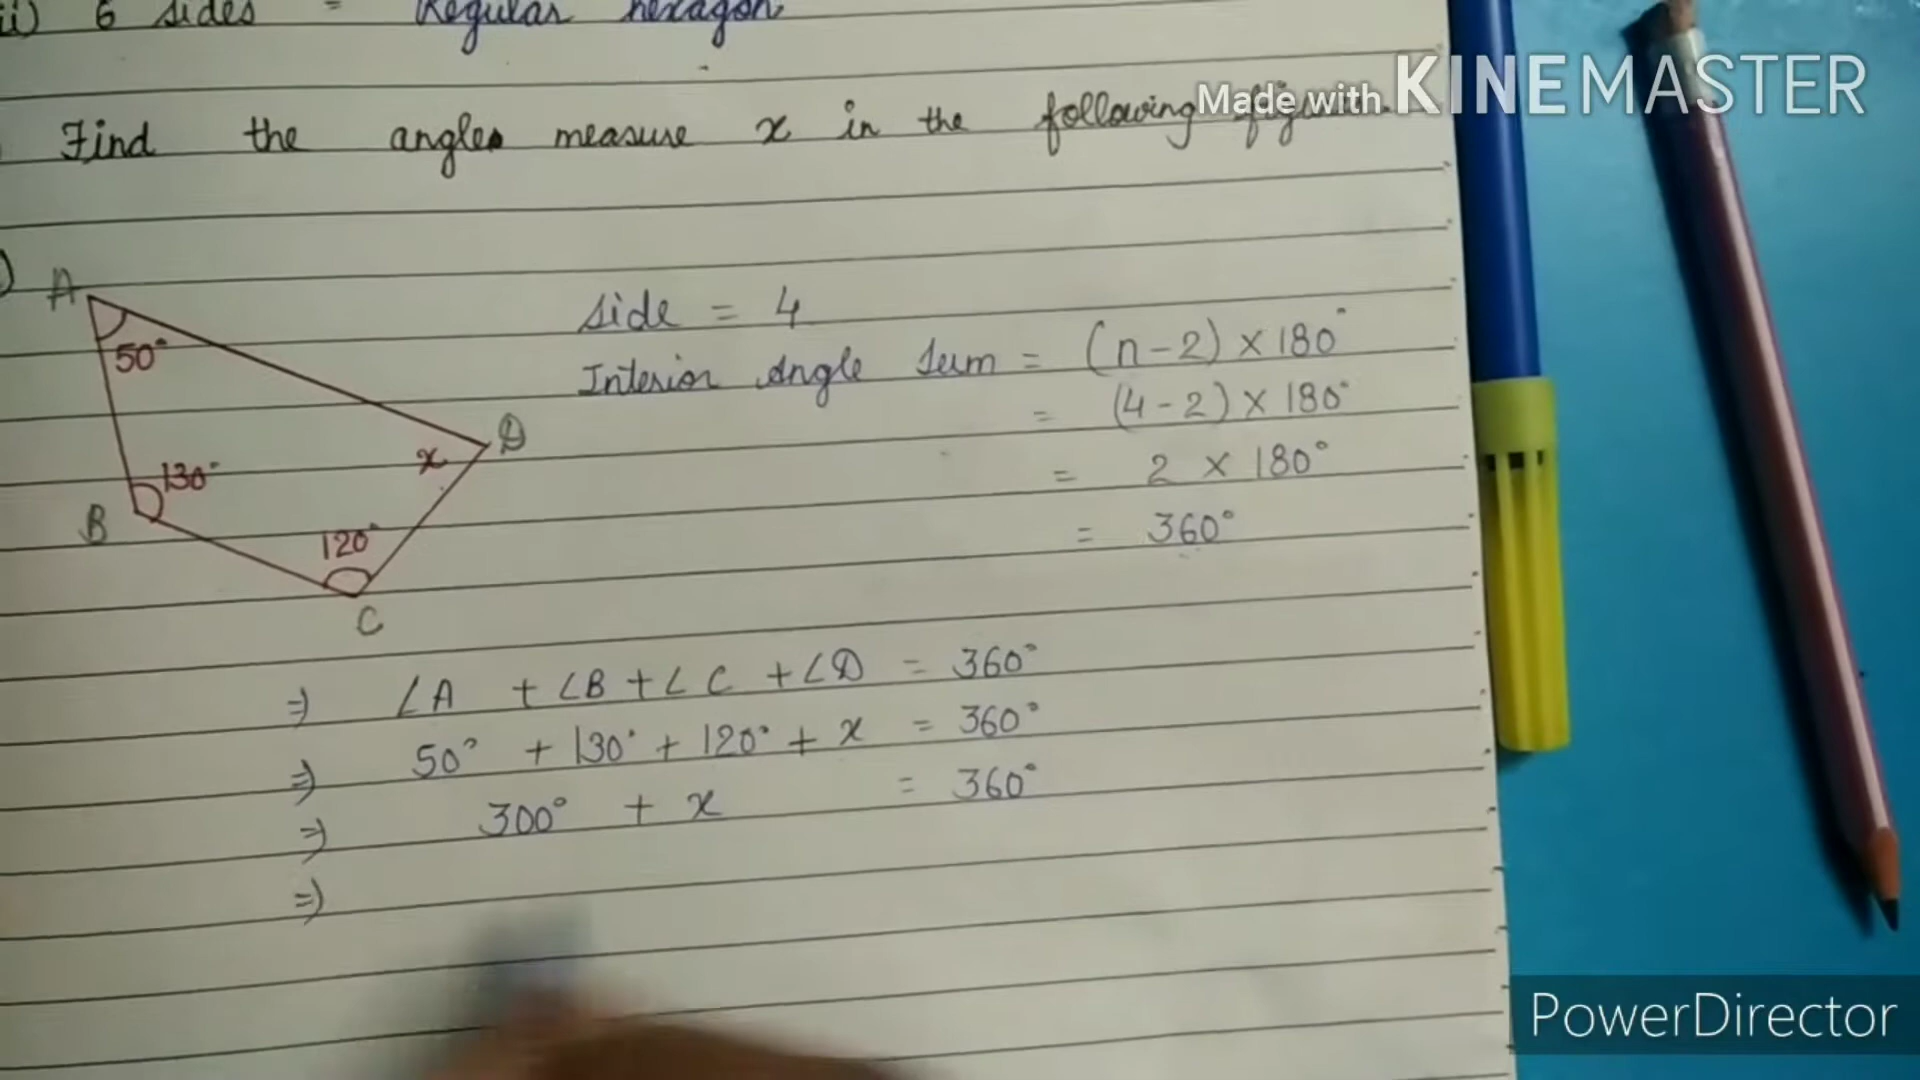 ii) 6 sides = Regular hexagon
Made with KINEMASTER
Find the angles measure x in the following
A
50°
130°
B
120°
C
x
D
side = 4
Interior Angle Sum = (n-2) × 180°
= (4-2) × 180°
= 2 × 180°
= 360°
=> ∠A + ∠B + ∠C + ∠D = 360°
=> 50° + 130° + 120° + x = 360°
=> 300° + x = 360°
=>
PowerDirector